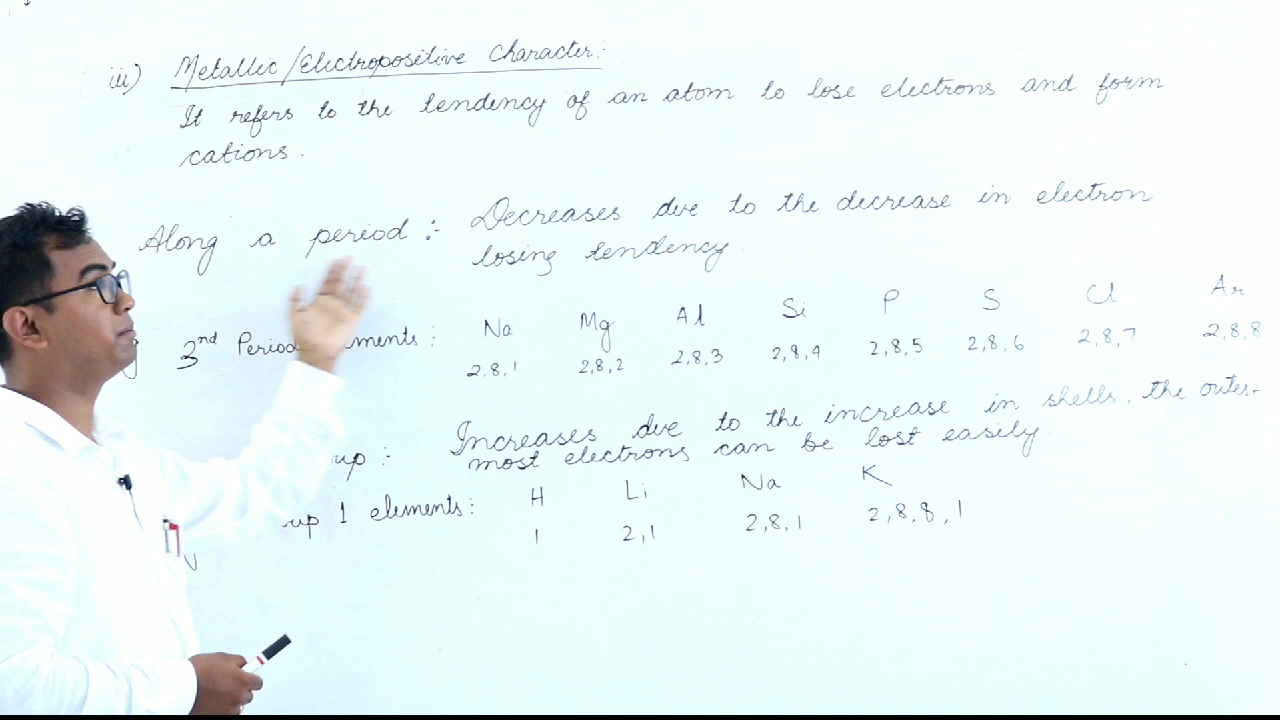 iii) Metallic/Electropositive Character:-
It refers to the tendency of an atom to lose electrons and form
cations.
Along a period :- Decreases due to the decrease in electron
losing tendency.
3nd Period ments : Na Mg Al Si P S Cl Ar
2,8,1 2,8,2 2,8,3 2,8,4 2,8,5 2,8,6 2,8,7 2,8,8
up : Increases due to the increase in shells, the outer-
most electrons can be lost easily.
up 1 elements : H Li Na K
1 2,1 2,8,1 2,8,8,1